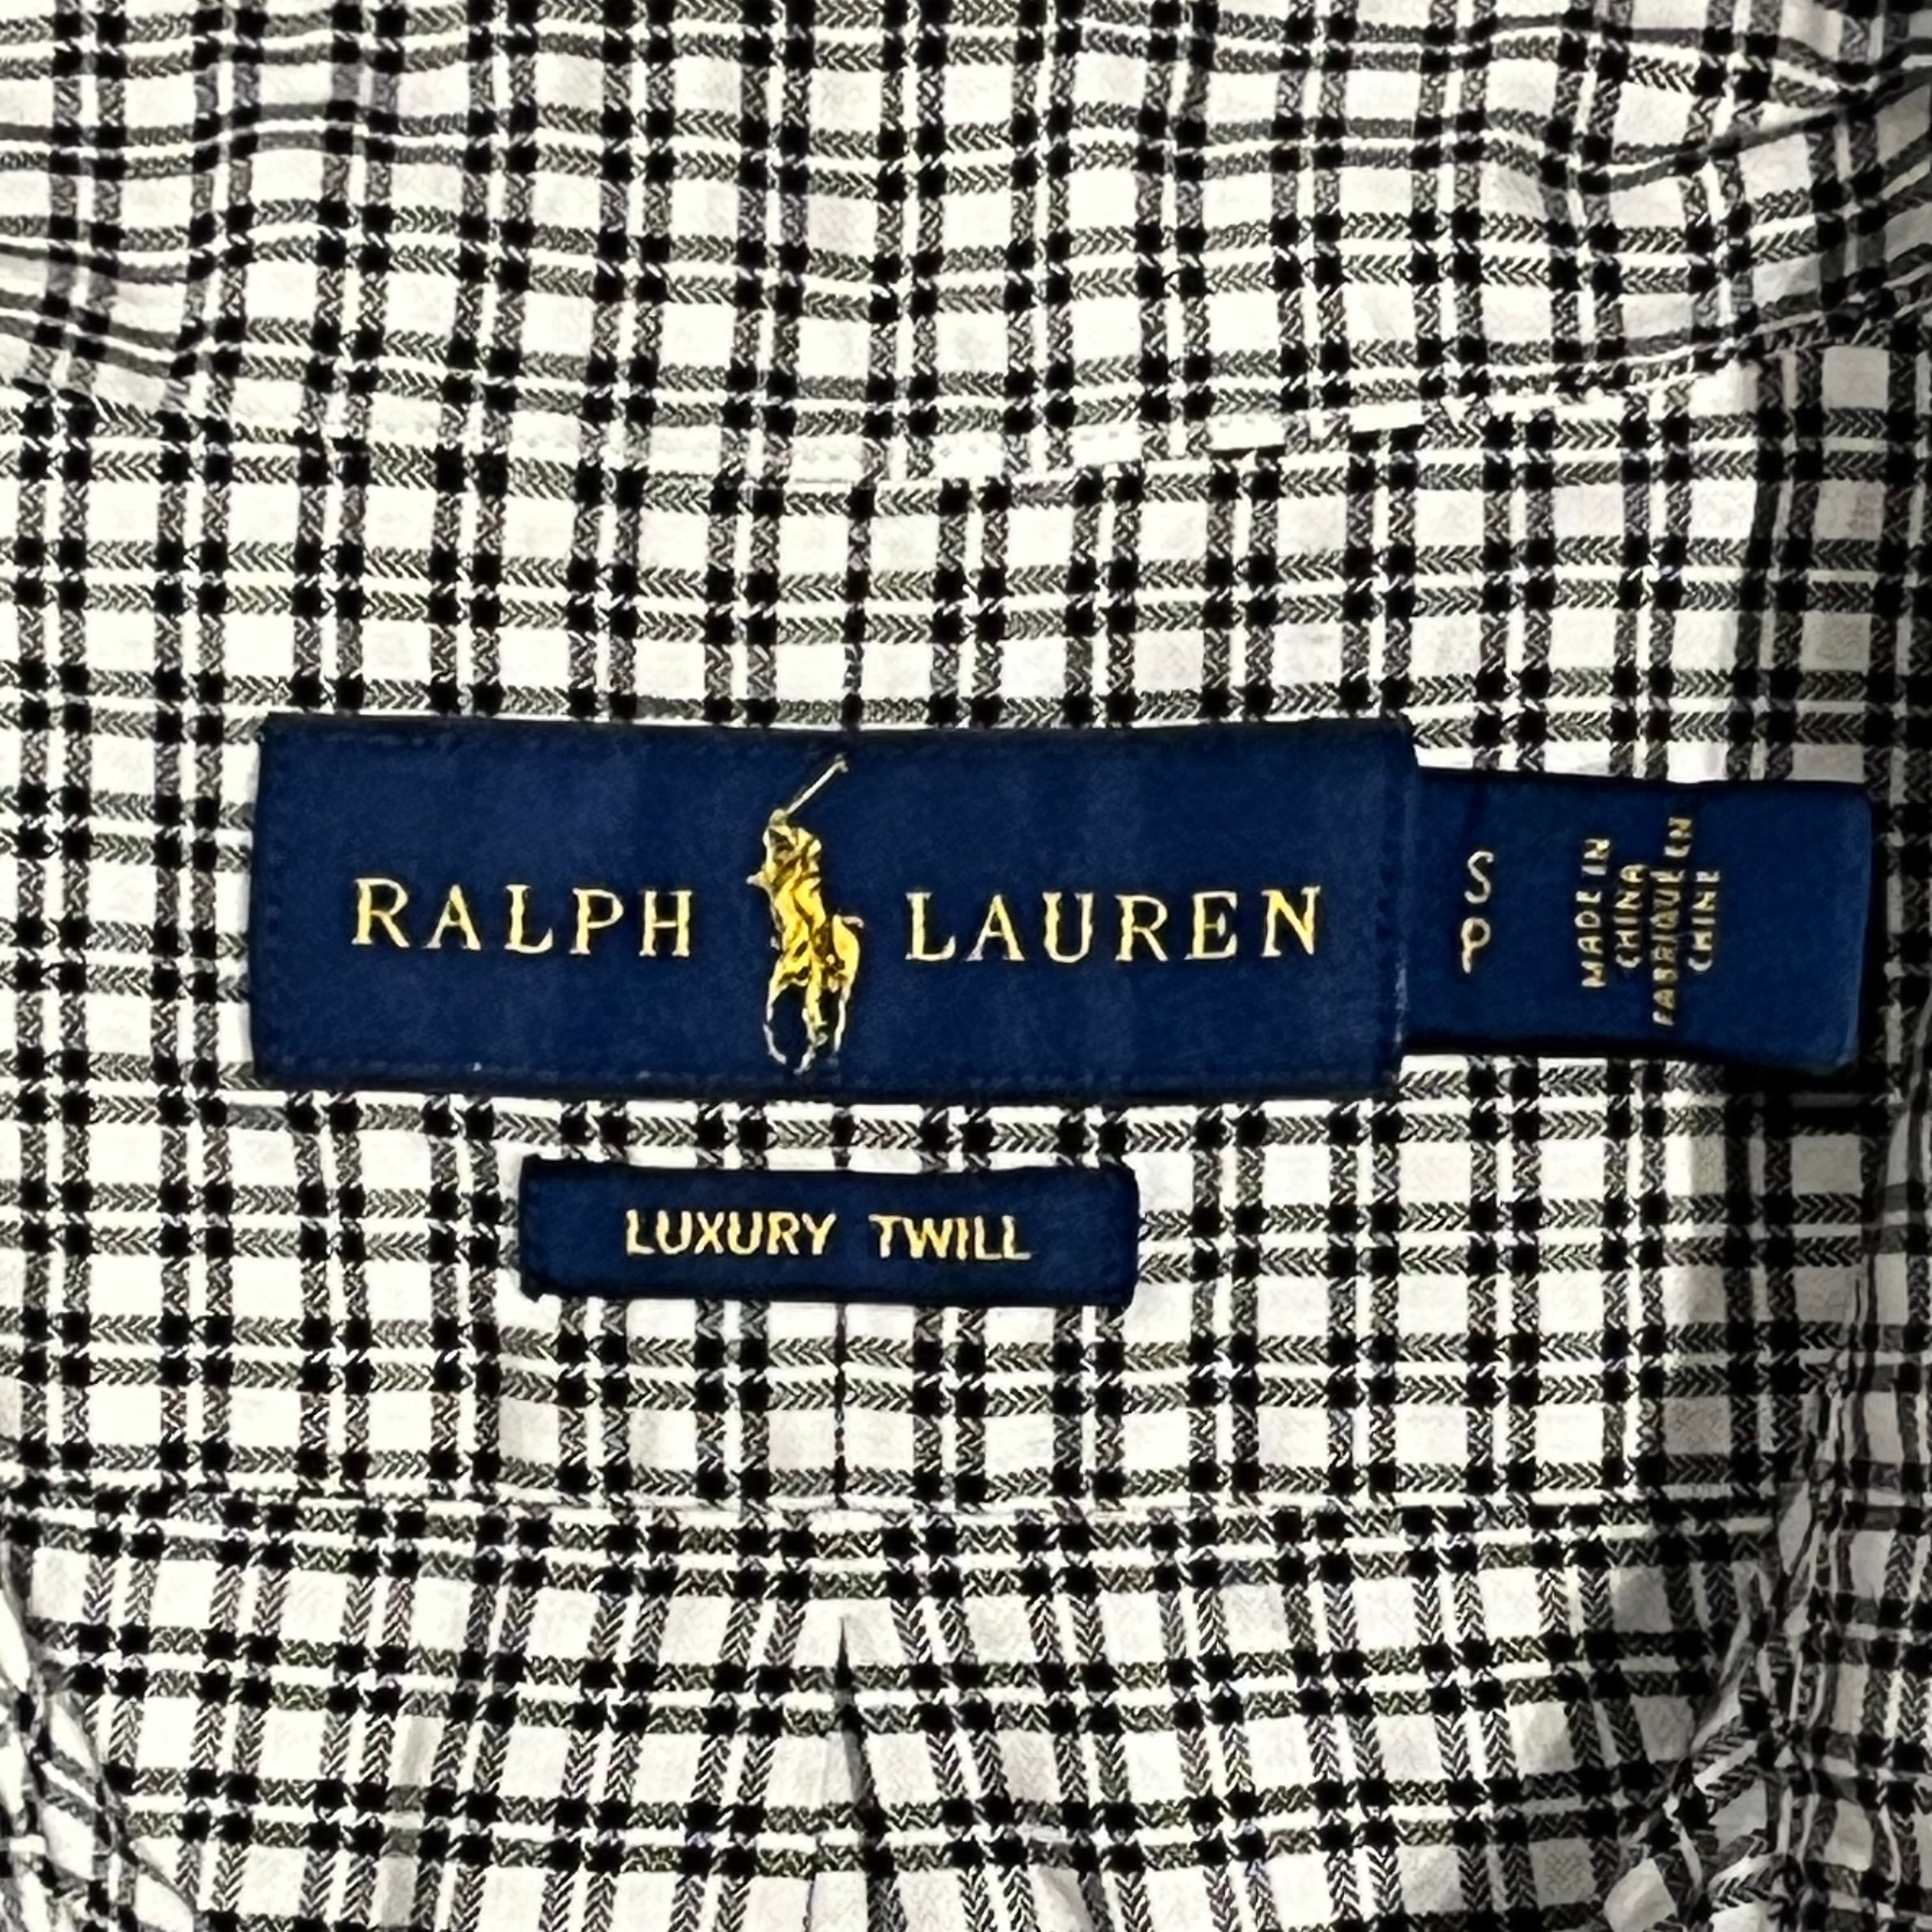 RALPH LAUREN
S
P
MADE IN
CHINA
FABRIQUÉ EN
CHINE
LUXURY TWILL